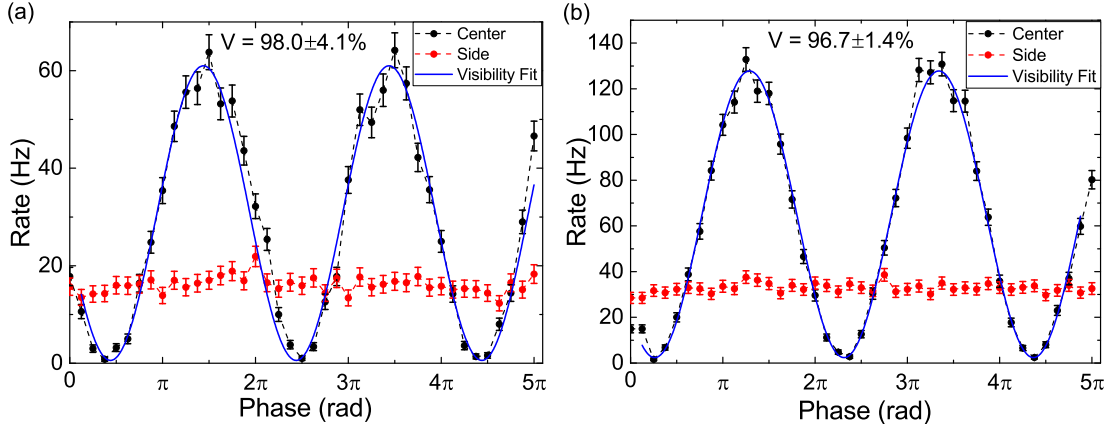 (a)
V = 98.0±4.1%
Center
Side
Visibility Fit
Rate (Hz)
60
40
20
0
0 π 2π 3π 4π 5π
Phase (rad)
(b)
V = 96.7±1.4%
Center
Side
Visibility Fit
Rate (Hz)
140
120
100
80
60
40
20
0
0 π 2π 3π 4π 5π
Phase (rad)